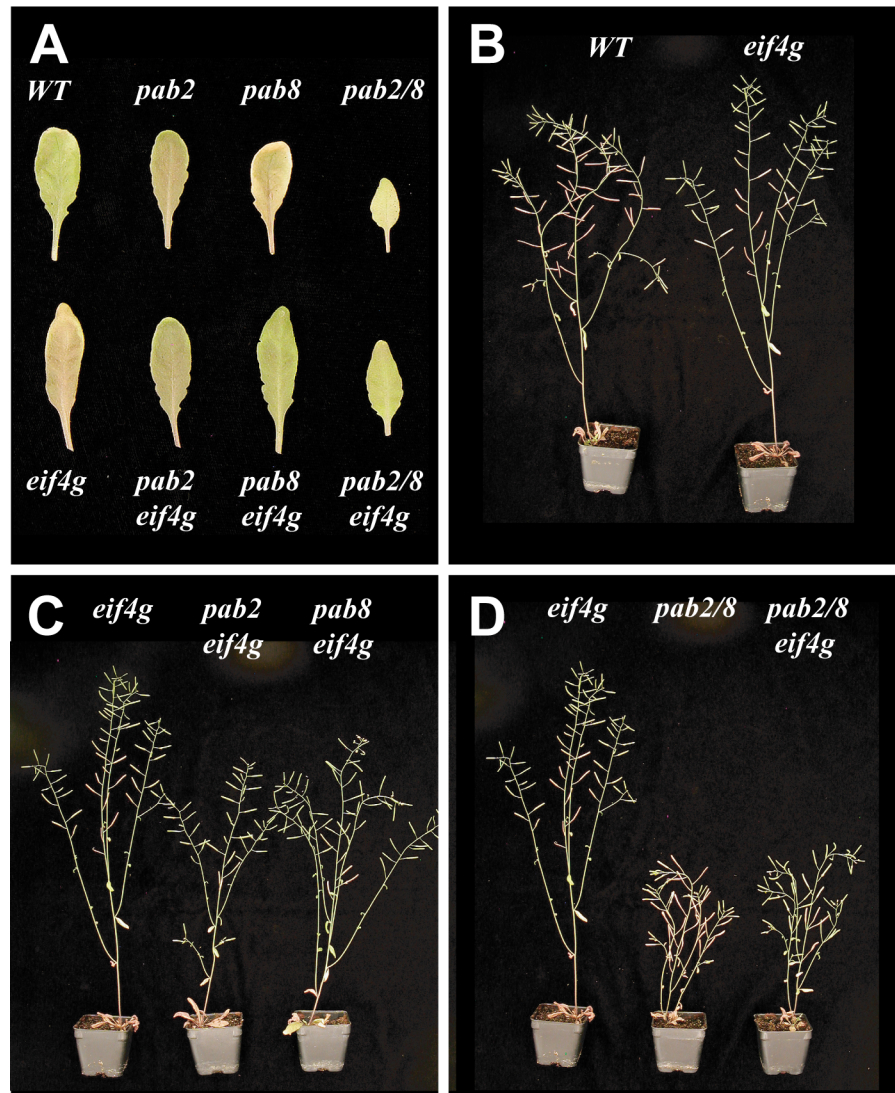 A
WT pab2 pab8 pab2/8
eif4g pab2 pab8 pab2/8
eif4g eif4g eif4g
B
WT eif4g
C
eif4g pab2 pab8
eif4g eif4g
D
eif4g pab2/8 pab2/8
eif4g